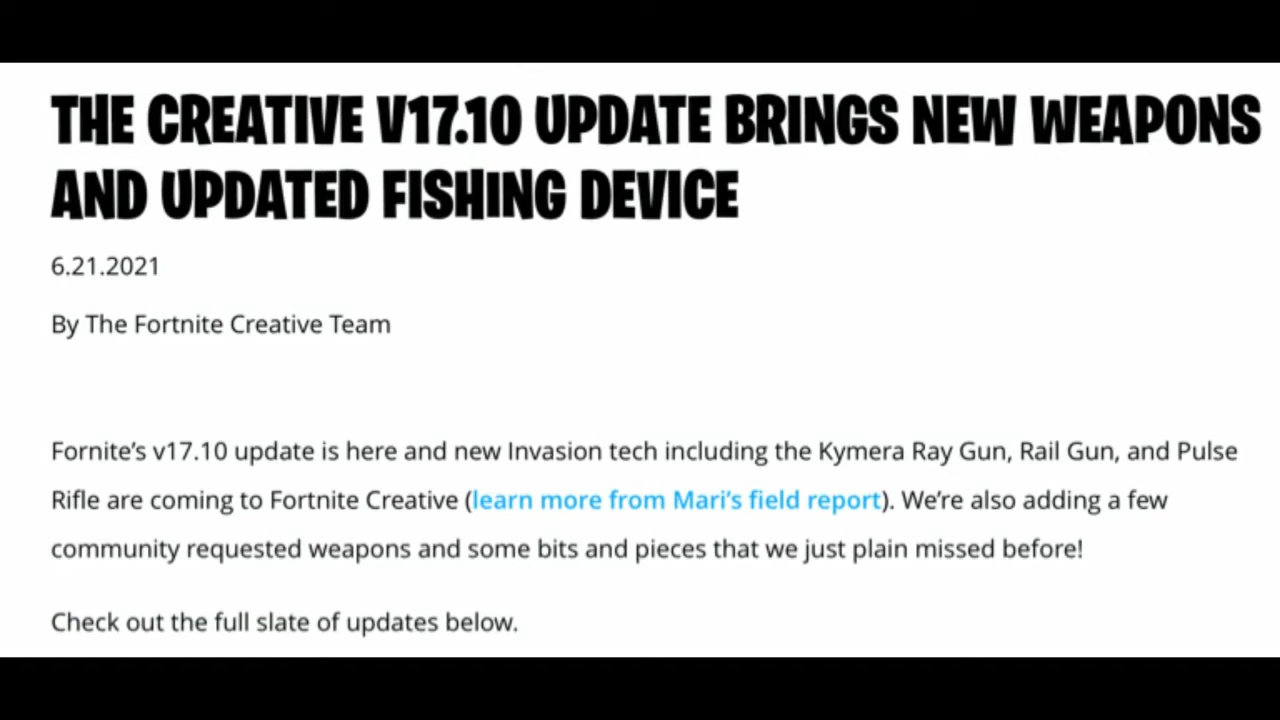 THE CREATIVE V17.10 UPDATE BRINGS NEW WEAPONS
AND UPDATED FISHING DEVICE
6.21.2021
By The Fortnite Creative Team
Fornite’s v17.10 update is here and new Invasion tech including the Kymera Ray Gun, Rail Gun, and Pulse
Rifle are coming to Fortnite Creative (learn more from Mari’s field report). We’re also adding a few
community requested weapons and some bits and pieces that we just plain missed before!
Check out the full slate of updates below.